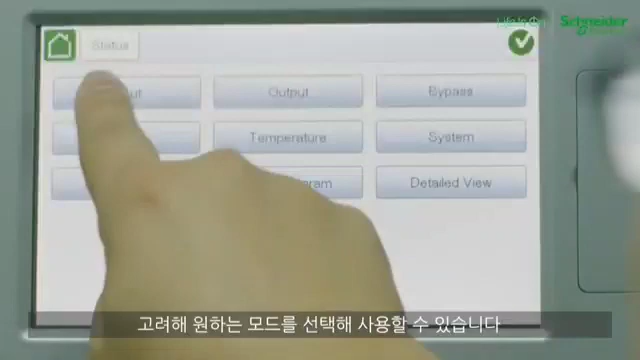 Life Is On Schneider
Status
Output Bypass
Temperature System
Detailed View
고려해 원하는 모드를 선택해 사용할 수 있습니다